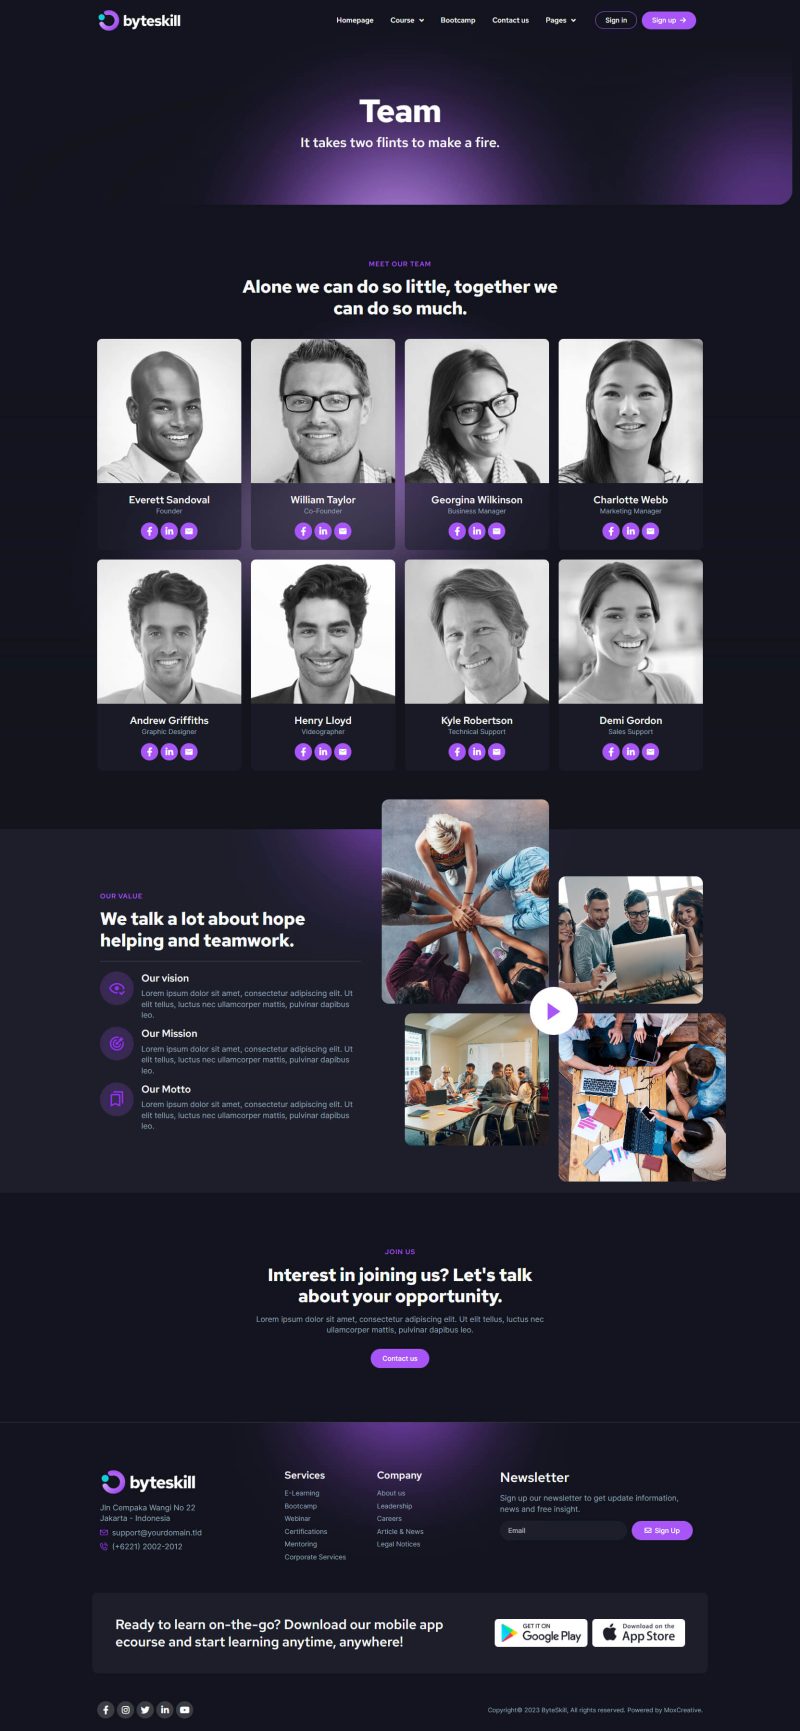 byteskill
Homepage Course Bootcamp Contact us Pages Sign in Sign up
Team
It takes two flints to make a fire.
MEET OUR TEAM
Alone we can do so little, together we
can do so much.
Everett Sandoval
Founder
William Taylor
Co-Founder
Georgina Wilkinson
Business Manager
Charlotte Webb
Marketing Manager
Andrew Griffiths
Graphic Designer
Henry Lloyd
Videographer
Kyle Robertson
Technical Support
Demi Gordon
Sales Support
OUR VALUE
We talk a lot about hope
helping and teamwork.
Our vision
Lorem ipsum dolor sit amet, consectetur adipiscing elit. Ut
elit tellus, luctus nec ullamcorper mattis, pulvinar dapibus
leo.
Our Mission
Lorem ipsum dolor sit amet, consectetur adipiscing elit. Ut
elit tellus, luctus nec ullamcorper mattis, pulvinar dapibus
leo.
Our Motto
Lorem ipsum dolor sit amet, consectetur adipiscing elit. Ut
elit tellus, luctus nec ullamcorper mattis, pulvinar dapibus
leo.
JOIN US
Interest in joining us? Let's talk
about your opportunity.
Lorem ipsum dolor sit amet, consectetur adipiscing elit. Ut elit tellus, luctus nec
ullamcorper mattis, pulvinar dapibus leo.
Contact us
byteskill
Jln Cempaka Wangi No 22
Jakarta - Indonesia
support@yourdomain.tld
(+6221) 2002-2012
Services
E-Learning
Bootcamp
Webinar
Certifications
Mentoring
Corporate Services
Company
About us
Leadership
Careers
Article & News
Legal Notices
Newsletter
Sign up our newsletter to get update information,
news and free insight.
Email
Sign Up
Ready to learn on-the-go? Download our mobile app
ecourse and start learning anytime, anywhere!
GET IT ON
Google Play
Download on the
App Store
Copyright© 2023 ByteSkill, All rights reserved. Powered by MoxCreative.